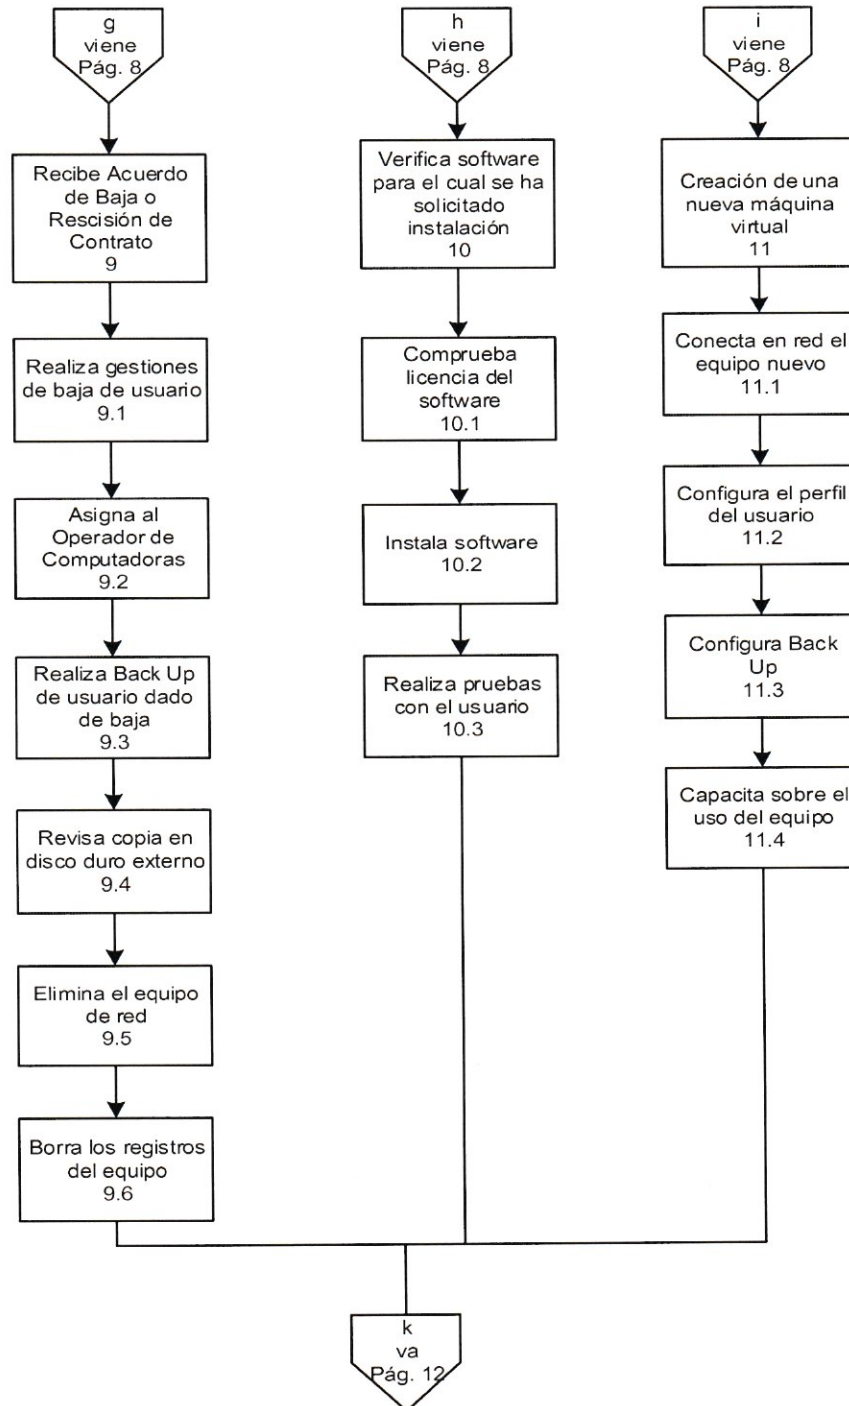 g
viene
Pág. 8
Recibe Acuerdo
de Baja o
Rescisión de
Contrato
9
Realiza gestiones
de baja de usuario
9.1
Asigna al
Operador de
Computadoras
9.2
Realiza Back Up
de usuario dado
de baja
9.3
Revisa copia en
disco duro externo
9.4
Elimina el equipo
de red
9.5
Borra los registros
del equipo
9.6
h
viene
Pág. 8
Verifica software
para el cual se ha
solicitado
instalación
10
Comprueba
licencia del
software
10.1
Instala software
10.2
Realiza pruebas
con el usuario
10.3
i
viene
Pág. 8
Creación de una
nueva máquina
virtual
11
Conecta en red el
equipo nuevo
11.1
Configura el perfil
del usuario
11.2
Configura Back
Up
11.3
Capacita sobre el
uso del equipo
11.4
k
va
Pág. 12